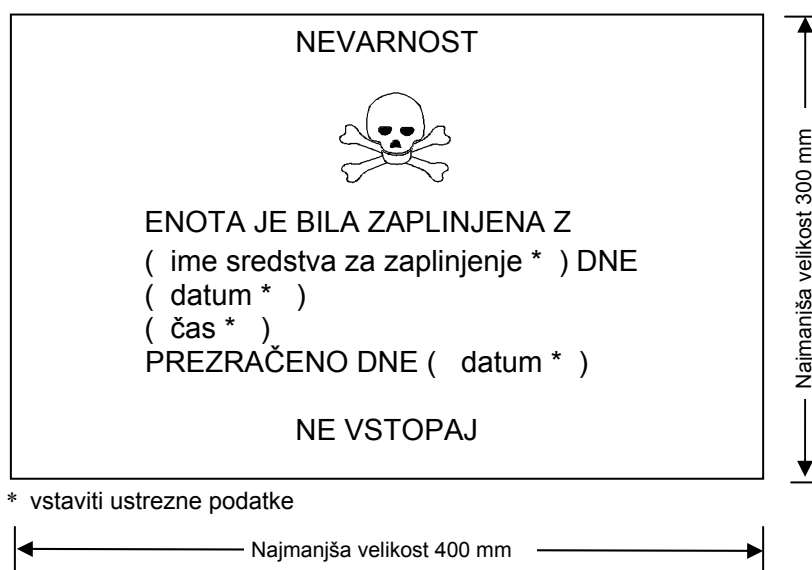 NEVARNOST
ENOTA JE BILA ZAPLINJENA Z
( ime sredstva za zaplinjenje * ) DNE
( datum * )
( čas * )
PREZRAČENO DNE ( datum * )
NE VSTOPAJ
Najmanjša velikost 300 mm
* vstaviti ustrezne podatke
Najmanjša velikost 400 mm